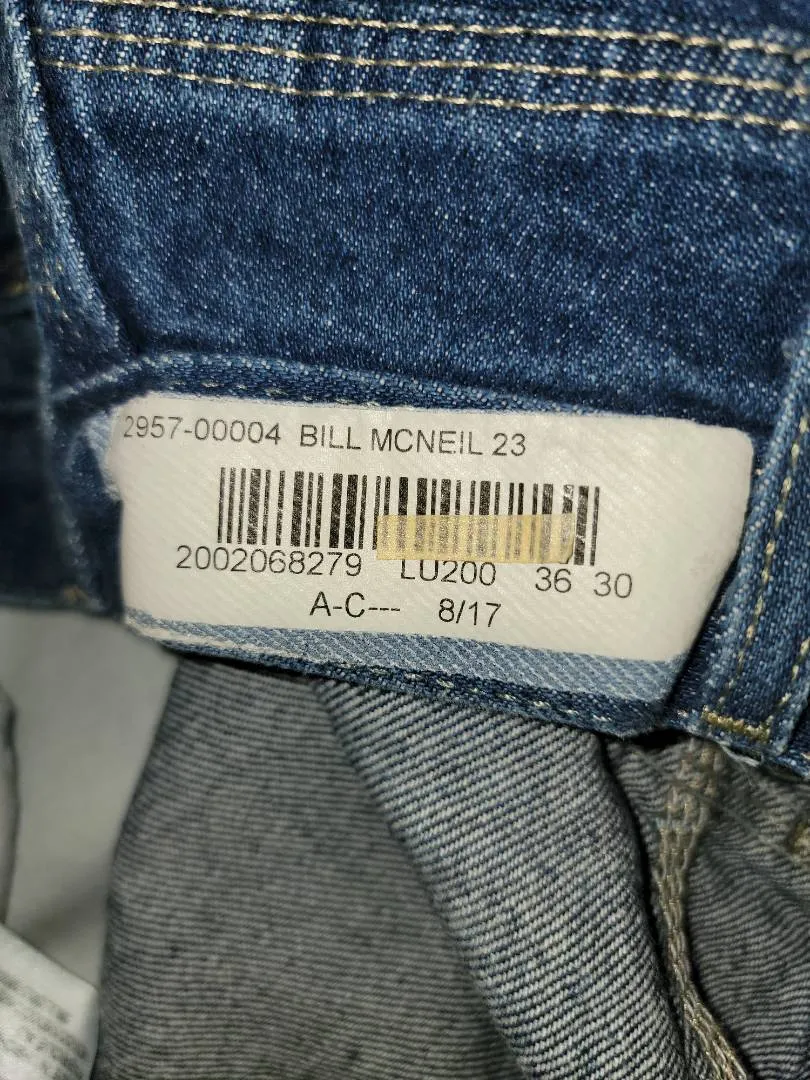 2957-00004 BILL MCNEIL 23
2002068279 LU200 36 30
A-C--- 8/17